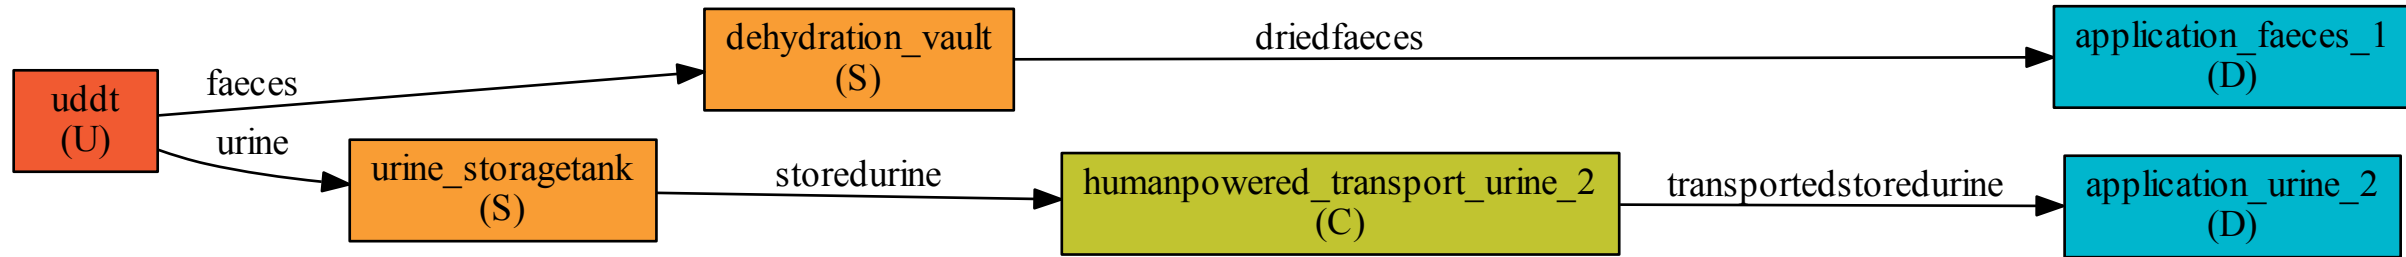 uddt
(U)
faeces
urine
dehydration_vault
(S)
urine_storagetank
(S)
driedfaeces
storedurine
humanpowered_transport_urine_2
(C)
transportedstoredurine
application_faeces_1
(D)
application_urine_2
(D)